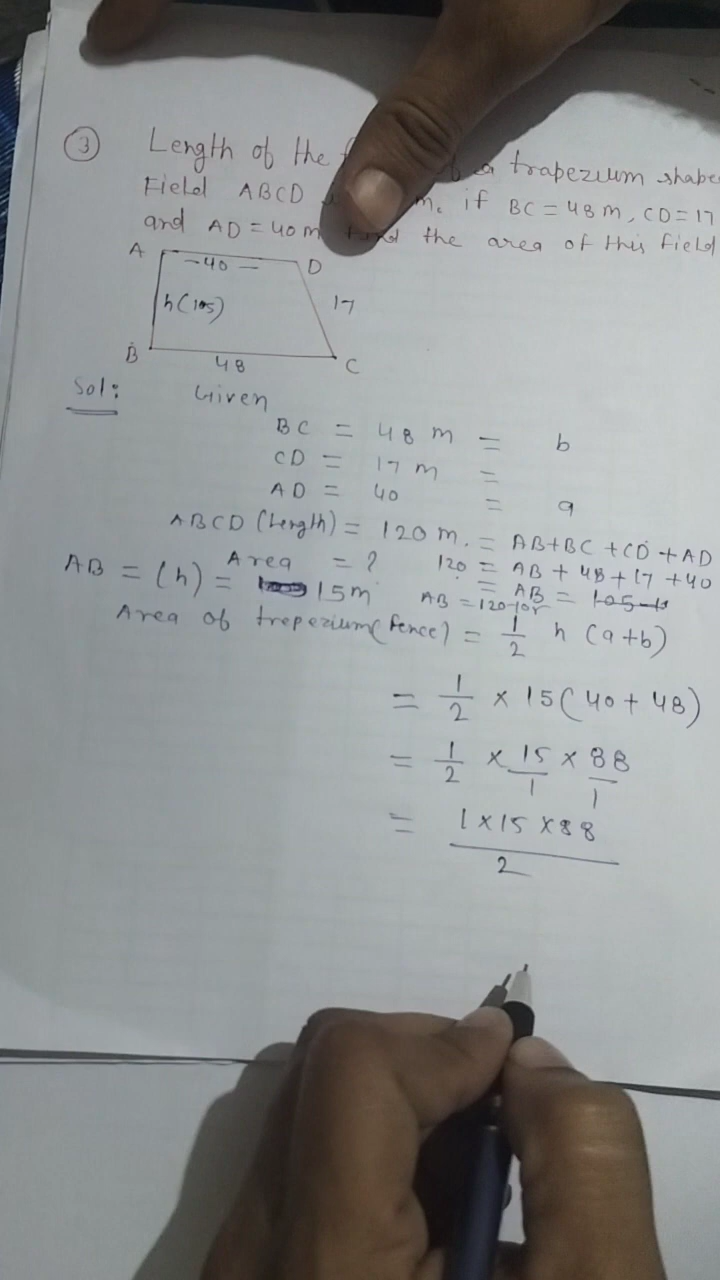 3 Length of the a trapezium shape
Field ABCD m. if BC = 48 m, CD = 17
and AD = 40 m the area of this field
A -40- D
h(105) 17
B 48 C
Sol: Given
BC = 48 m = b
CD = 17 m =
AD = 40 = a
ABCD (Length) = 120 m. = AB+BC+CD+AD
Area = ? 120 = AB + 48 + 17 + 40
AB = (h) = 15m AB = 120-105 = AB =
Area of trepezium(fence) = 1/2 h (a+b)
= 1/2 × 15(40 + 48)
= 1/2 × 15/1 × 88/1
= 1×15×88/2